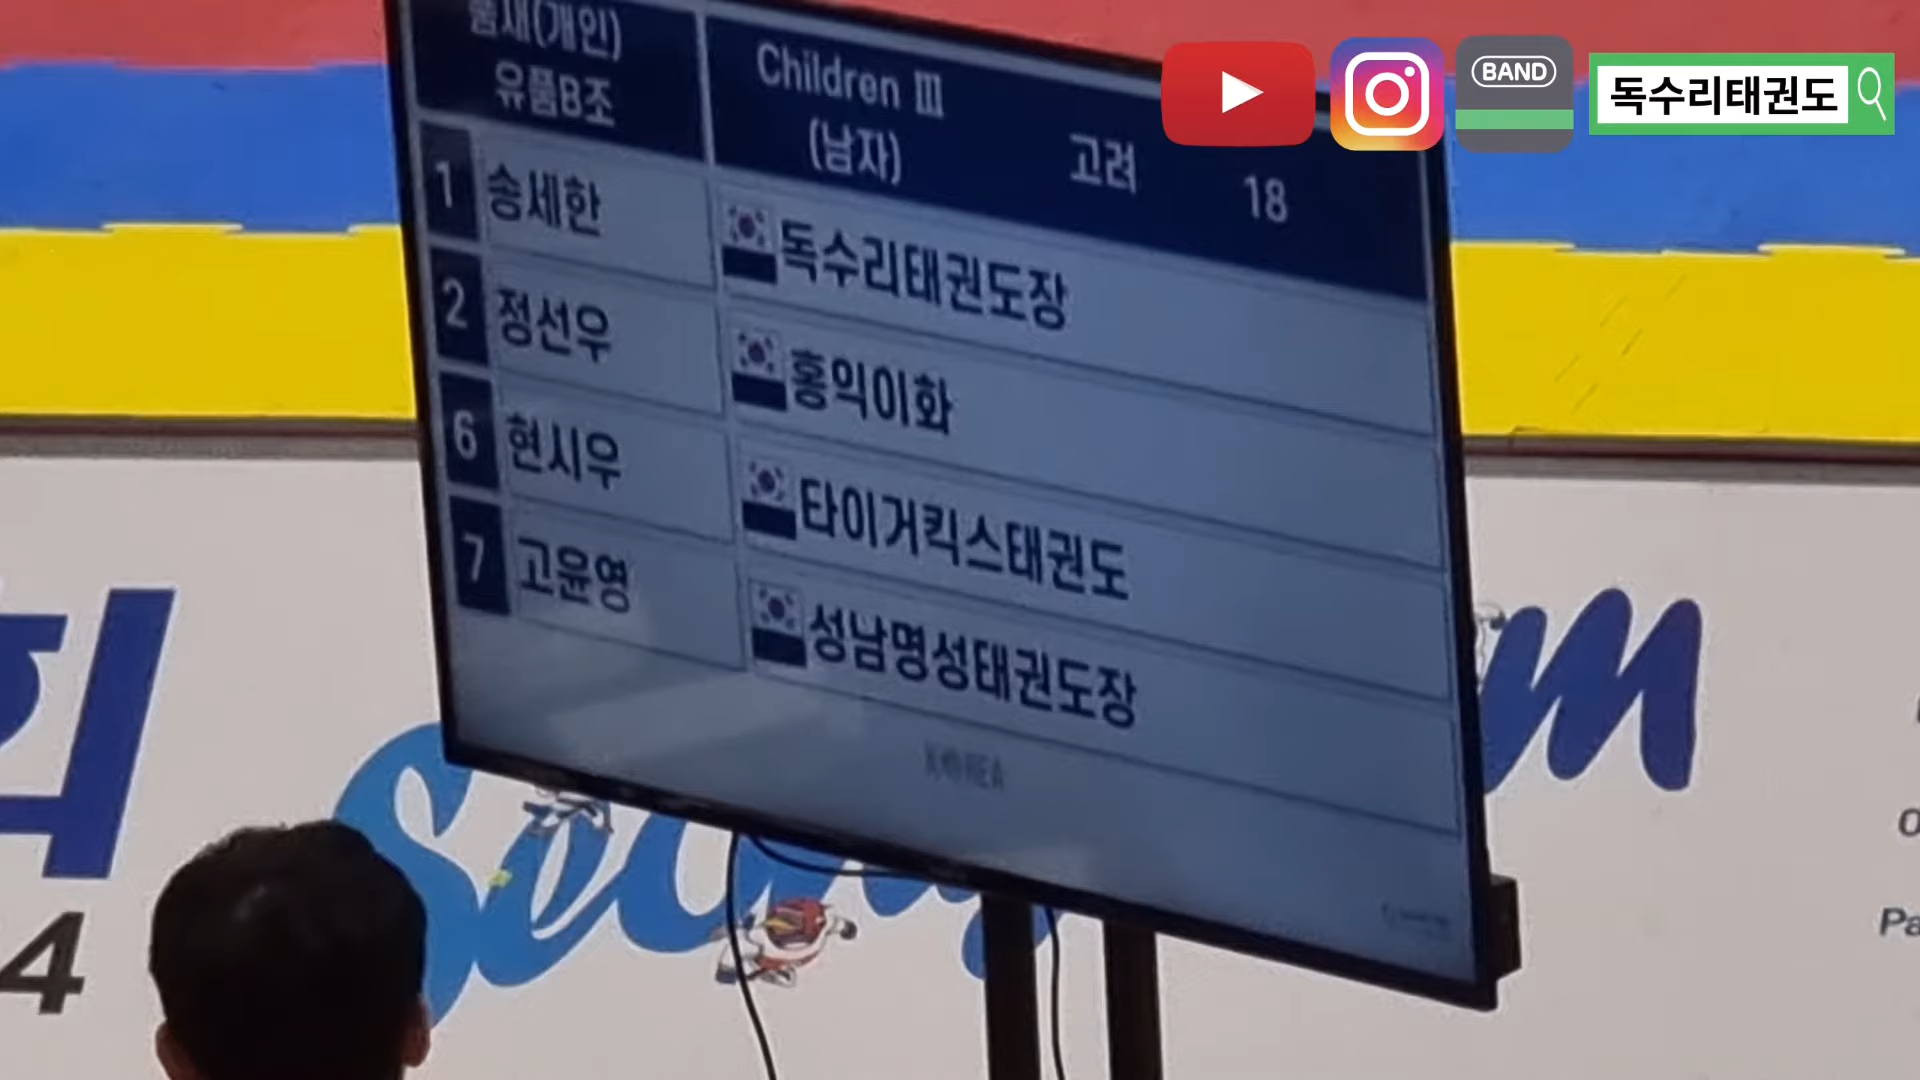 품새(개인)
유품B조
Children Ⅲ
(남자)
고려
18
1 송세한 독수리태권도장
2 정선우 홍익이화
6 현시우 타이거킥스태권도
7 고윤영 성남명성태권도장
KOREA
BAND
독수리태권도
회
4
Pa